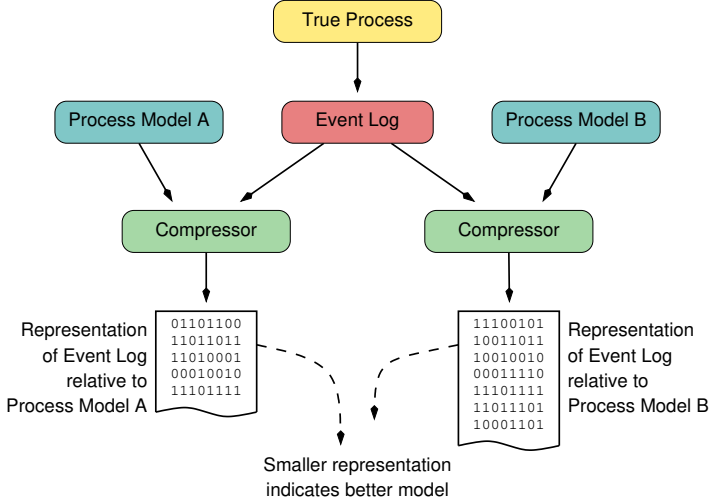 True Process
Process Model A
Event Log
Process Model B
Compressor
Compressor
Representation
of Event Log
relative to
Process Model A
01101100
11011011
11010001
00010010
11101111
11100101
10011011
10010010
00011110
11101111
11011101
10001101
Representation
of Event Log
relative to
Process Model B
Smaller representation
indicates better model